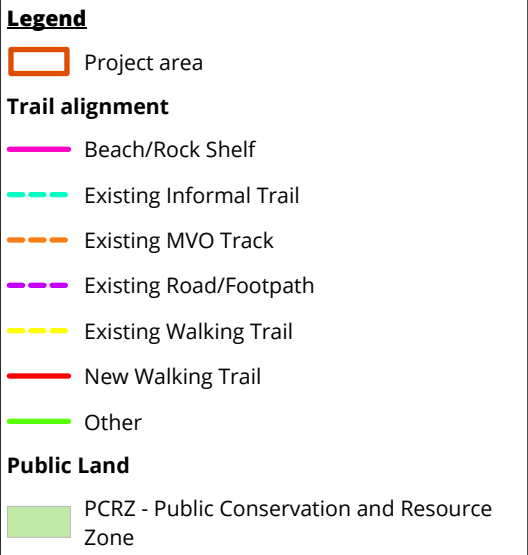 Legend
Project area
Trail alignment
Beach/Rock Shelf
Existing Informal Trail
Existing MVO Track
Existing Road/Footpath
Existing Walking Trail
New Walking Trail
Other
Public Land
PCRZ - Public Conservation and Resource
Zone